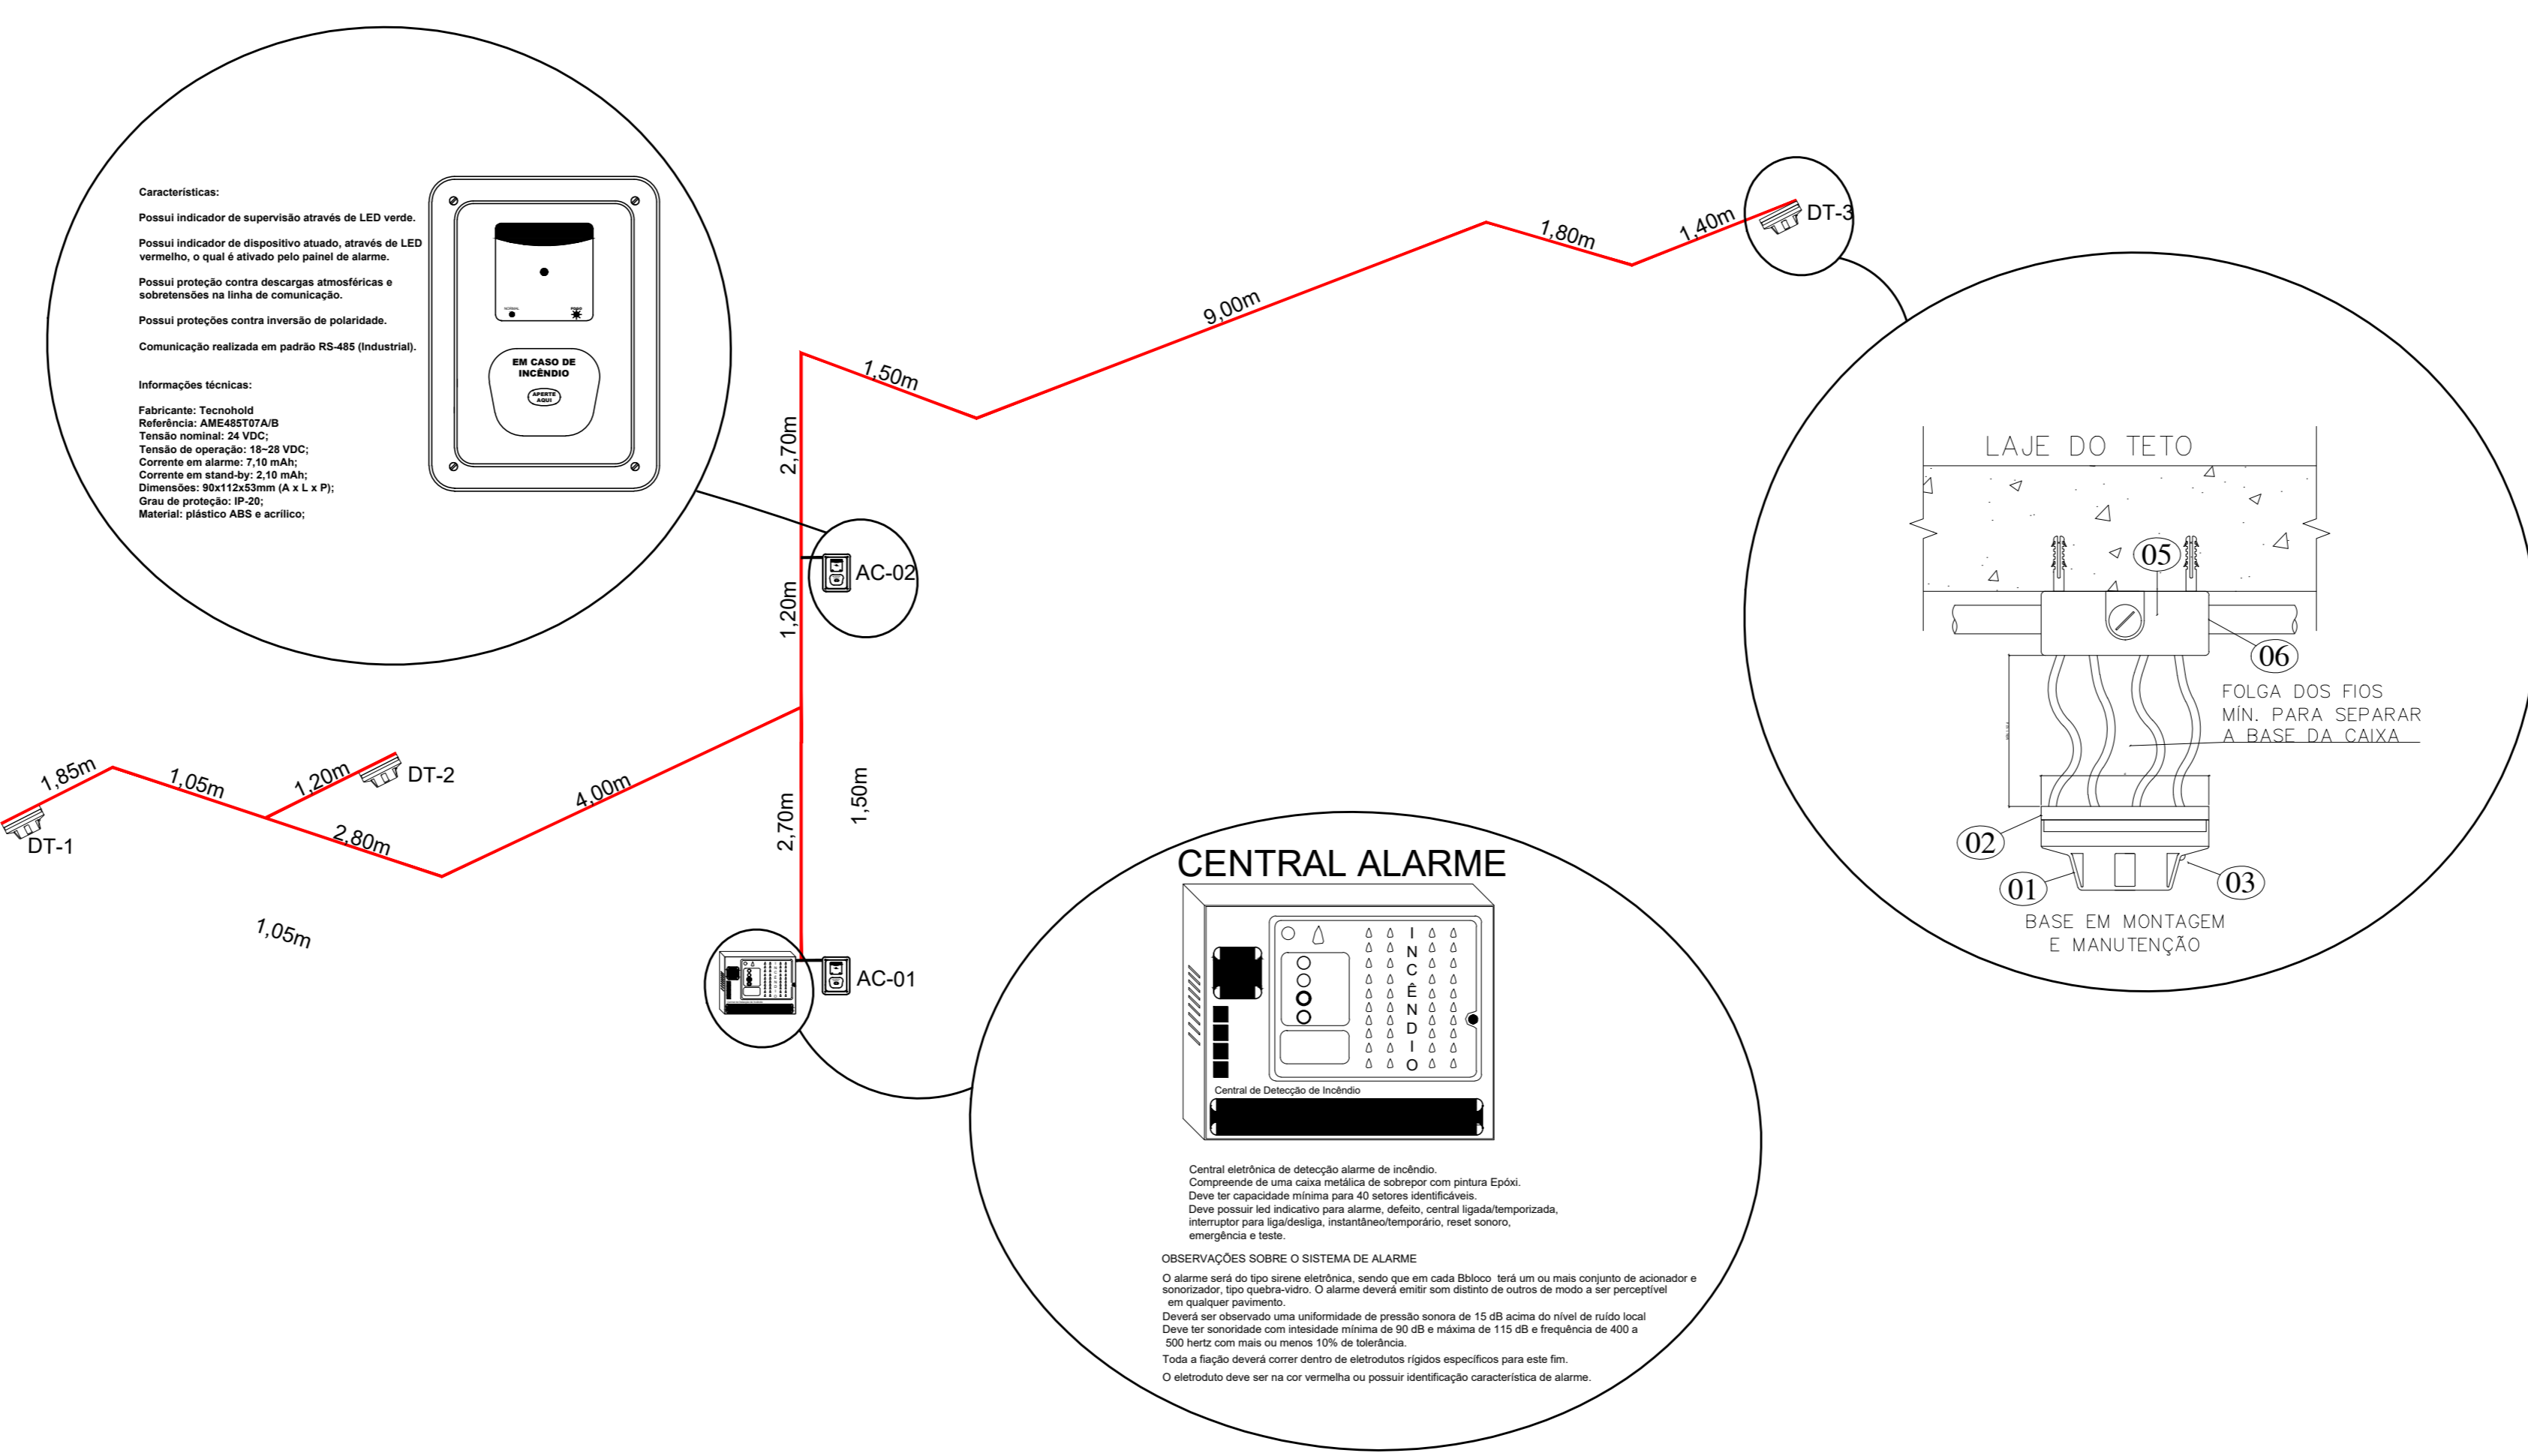 Características:
Possui indicador de supervisão através de LED verde.
Possui indicador de dispositivo atuado, através de LED
vermelho, o qual é ativado pelo painel de alarme.
Possui proteção contra descargas atmosféricas e
sobretensões na linha de comunicação.
Possui proteções contra inversão de polaridade.
Comunicação realizada em padrão RS-485 (Industrial).
Informações técnicas:
Fabricante: Tecnohold
Referência: AME485T07A/B
Tensão nominal: 24 VDC;
Tensão de operação: 18~28 VDC;
Corrente em alarme: 7,10 mAh;
Corrente em stand-by: 2,10 mAh;
Dimensões: 90x112x53mm (A x L x P);
Grau de proteção: IP-20;
Material: plástico ABS e acrílico;
NORMAL
EM CASO DE
INCÊNDIO
APERTE
AQUI
1,50m
9,00m
1,80m
1,40m
DT-3
2,70m
AC-02
1,20m
1,85m
DT-1
1,05m
1,20m
DT-2
2,80m
4,00m
2,70m
1,50m
1,05m
AC-01
LAJE DO TETO
05
06
FOLGA DOS FIOS
MÍN. PARA SEPARAR
A BASE DA CAIXA
02
01
03
BASE EM MONTAGEM
E MANUTENÇÃO
CENTRAL ALARME
I
N
C
Ê
N
D
I
O
Central de Detecção de Incêndio
Central eletrônica de detecção alarme de incêndio.
Compreende de uma caixa metálica de sobrepor com pintura Epóxi.
Deve ter capacidade mínima para 40 setores identificáveis.
Deve possuir led indicativo para alarme, defeito, central ligada/temporizada,
interruptor para liga/desliga, instantâneo/temporário, reset sonoro,
emergência e teste.
OBSERVAÇÕES SOBRE O SISTEMA DE ALARME
O alarme será do tipo sirene eletrônica, sendo que em cada Bbloco terá um ou mais conjunto de acionador e
sonorizador, tipo quebra-vidro. O alarme deverá emitir som distinto de outros de modo a ser perceptível
em qualquer pavimento.
Deverá ser observado uma uniformidade de pressão sonora de 15 dB acima do nível de ruído local
Deve ter sonoridade com intesidade mínima de 90 dB e máxima de 115 dB e frequência de 400 a
500 hertz com mais ou menos 10% de tolerância.
Toda a fiação deverá correr dentro de eletrodutos rígidos específicos para este fim.
O eletroduto deve ser na cor vermelha ou possuir identificação característica de alarme.